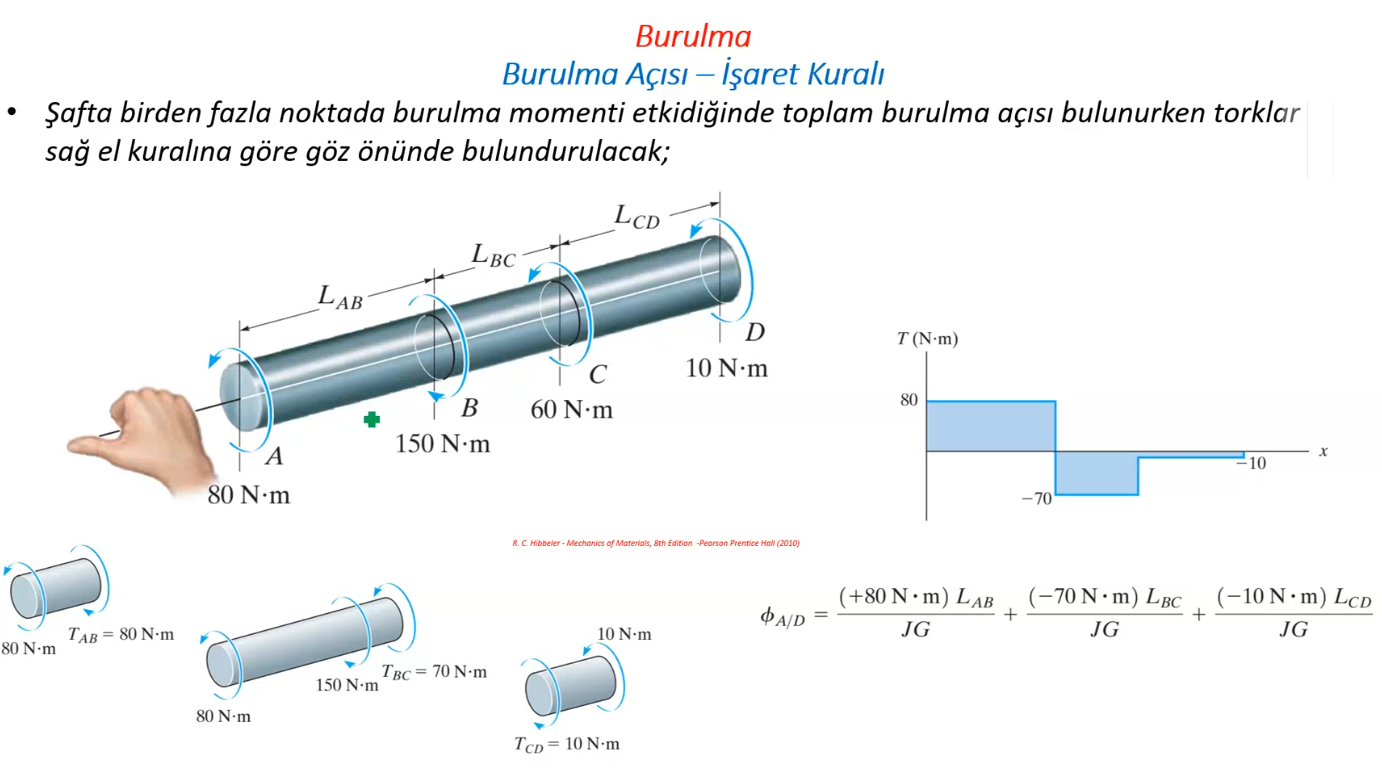 Burulma
Burulma Açısı – İşaret Kuralı
• Şafta birden fazla noktada burulma momenti etkidiğinde toplam burulma açısı bulunurken torklar
sağ el kuralına göre göz önünde bulundurulacak;
L_CD
L_BC
L_AB
D
10 N·m
C
60 N·m
B
150 N·m
A
80 N·m
T (N·m)
80
x
−10
−70
R. C. Hibbeler - Mechanics of Materials, 8th Edition -Pearson Prentice Hall (2010)
80 N·m
T_AB = 80 N·m
80 N·m
150 N·m
T_BC = 70 N·m
10 N·m
T_CD = 10 N·m
ϕ_A/D = (+80 N·m) L_AB / JG + (−70 N·m) L_BC / JG + (−10 N·m) L_CD / JG